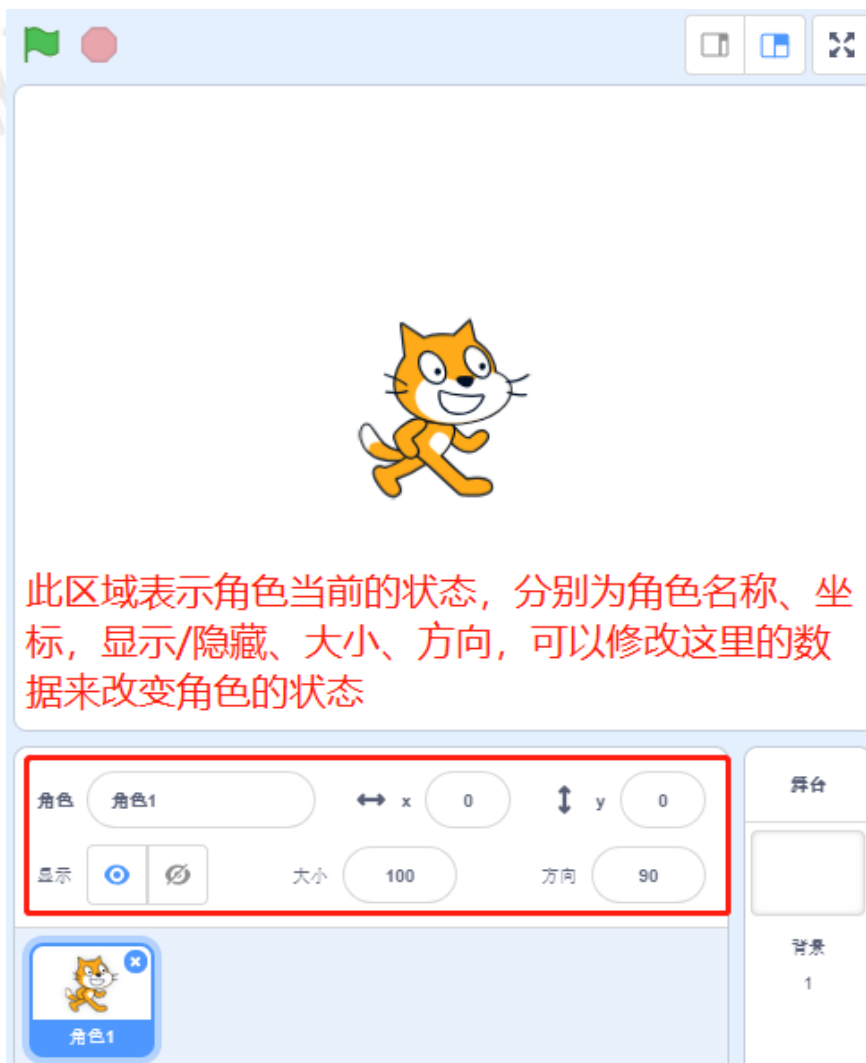 此区域表示角色当前的状态，分别为角色名称、坐
标，显示/隐藏、大小、方向，可以修改这里的数
据来改变角色的状态
角色 角色1 x 0 y 0
显示 大小 100 方向 90
舞台
背景
1
角色1